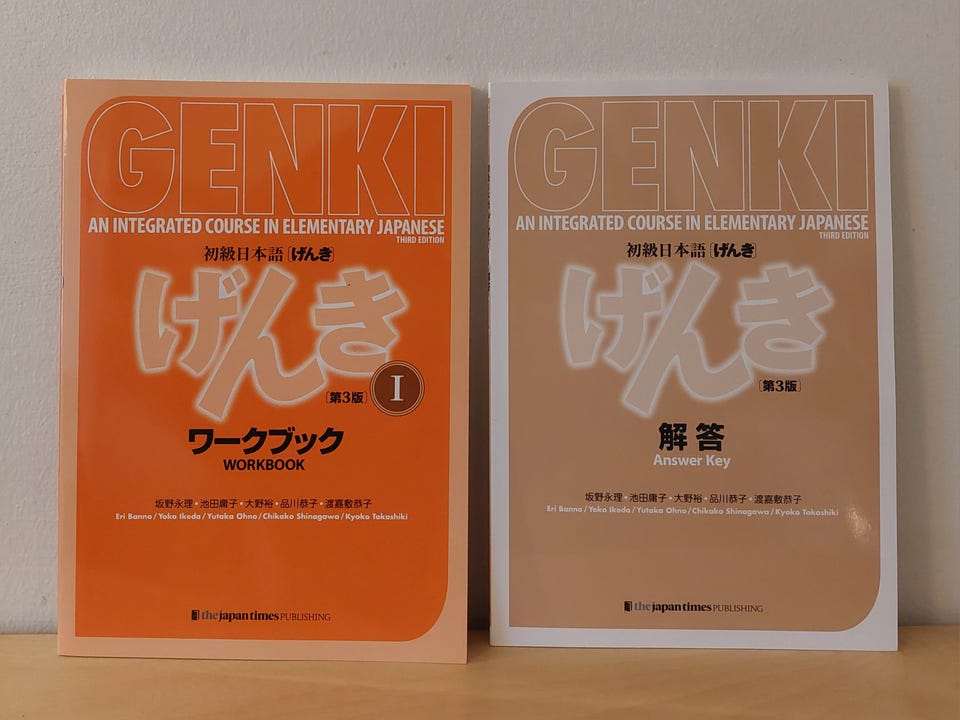 GENKI
AN INTEGRATED COURSE IN ELEMENTARY JAPANESE
THIRD EDITION
初級日本語[げんき]
げんき
[第3版]
I
ワークブック
WORKBOOK
坂野永理・池田庸子・大野裕・品川恭子・渡嘉敷恭子
Eri Banno/Yoko Ikeda/Yutaka Ohno/Chikako Shinagawa/Kyoko Tokashiki
the japan times PUBLISHING
GENKI
AN INTEGRATED COURSE IN ELEMENTARY JAPANESE
THIRD EDITION
初級日本語[げんき]
げんき
[第3版]
解答
Answer Key
坂野永理・池田庸子・大野裕・品川恭子・渡嘉敷恭子
Eri Banno/Yoko Ikeda/Yutaka Ohno/Chikako Shinagawa/Kyoko Tokashiki
the japan times PUBLISHING